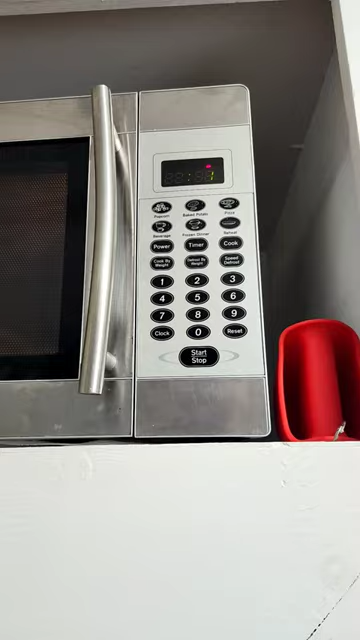 Popcorn Baked Potato Pizza
Beverage Frozen Dinner Reheat
Power Timer Cook
Cook By Weight Defrost By Weight Speed Defrost
1 2 3
4 5 6
7 8 9
Clock 0 Reset
Start
Stop